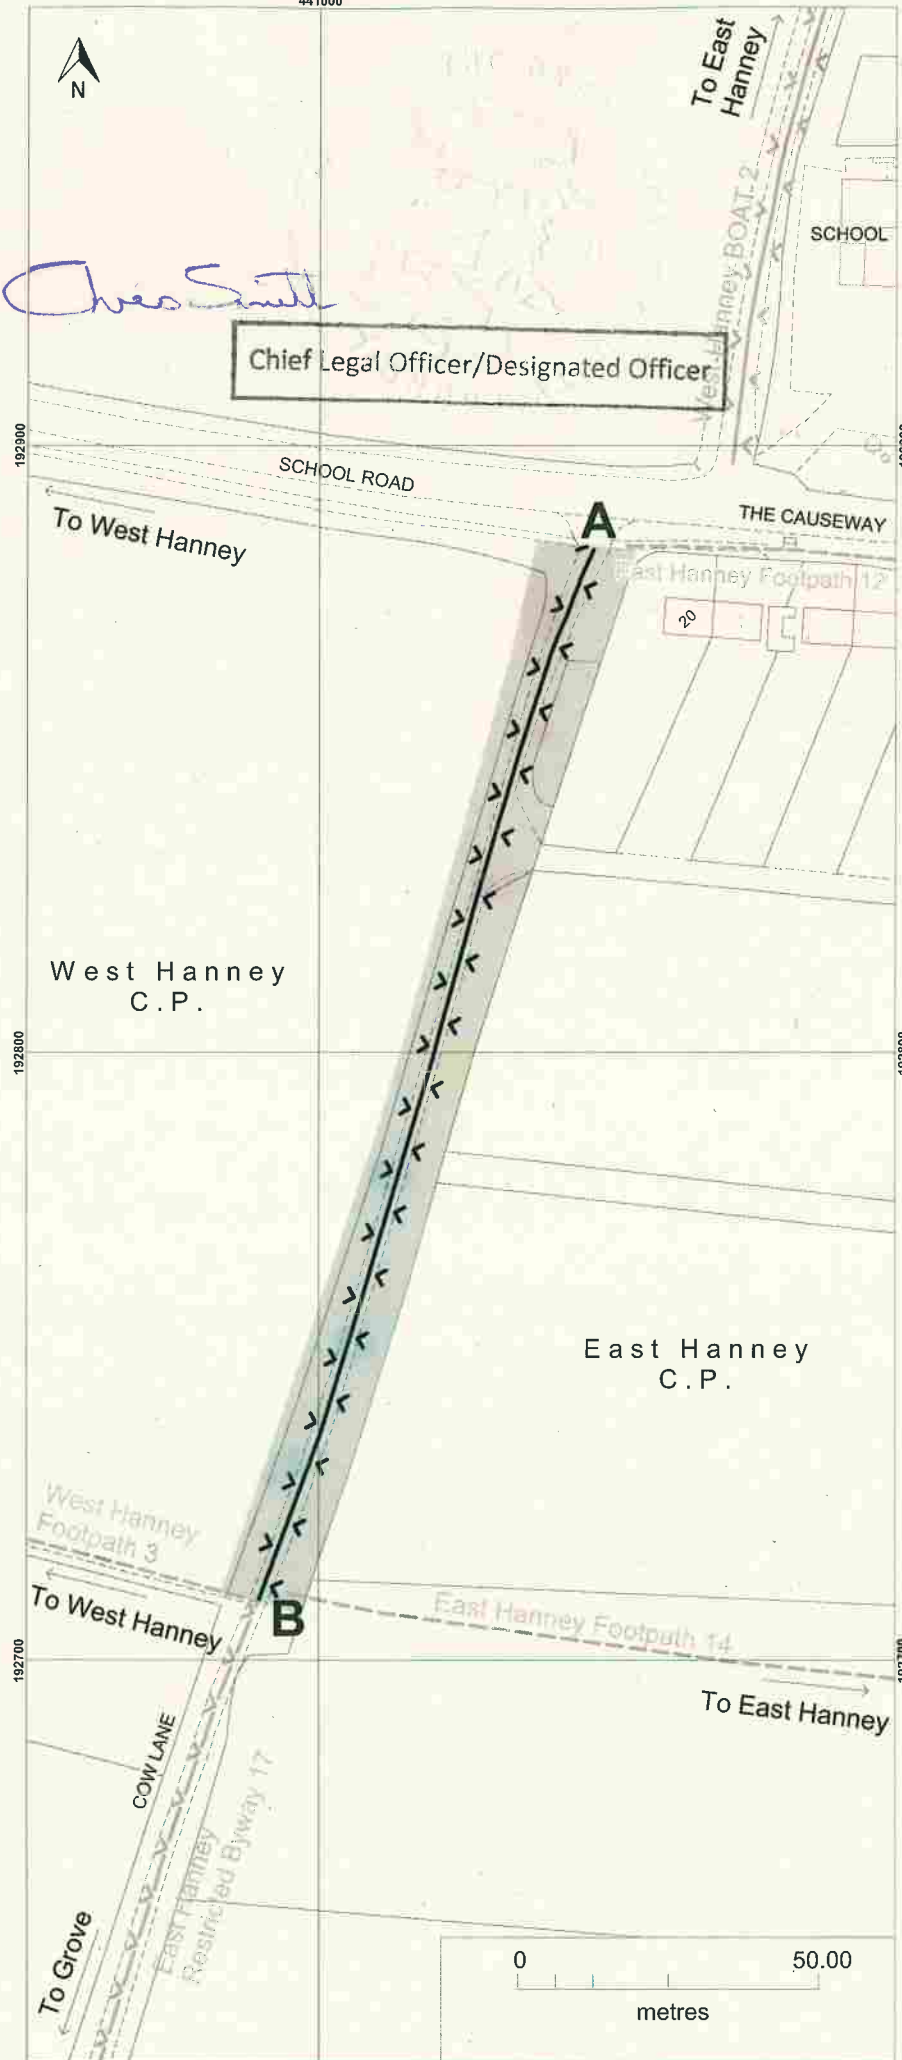 441000
To East
Hanney
N
West Hanney BOAT 2
SCHOOL
Chris Smith
Chief Legal Officer/Designated Officer
192900
SCHOOL ROAD
To West Hanney
A
THE CAUSEWAY
East Hanney Footpath 12
20
West Hanney
C.P.
192800
East Hanney
C.P.
West Hanney
Footpath 3
To West Hanney
B
East Hanney Footpath 14
192700
To East Hanney
COW LANE
East Hanney
Restricted Byway 17
To Grove
0 50.00
metres